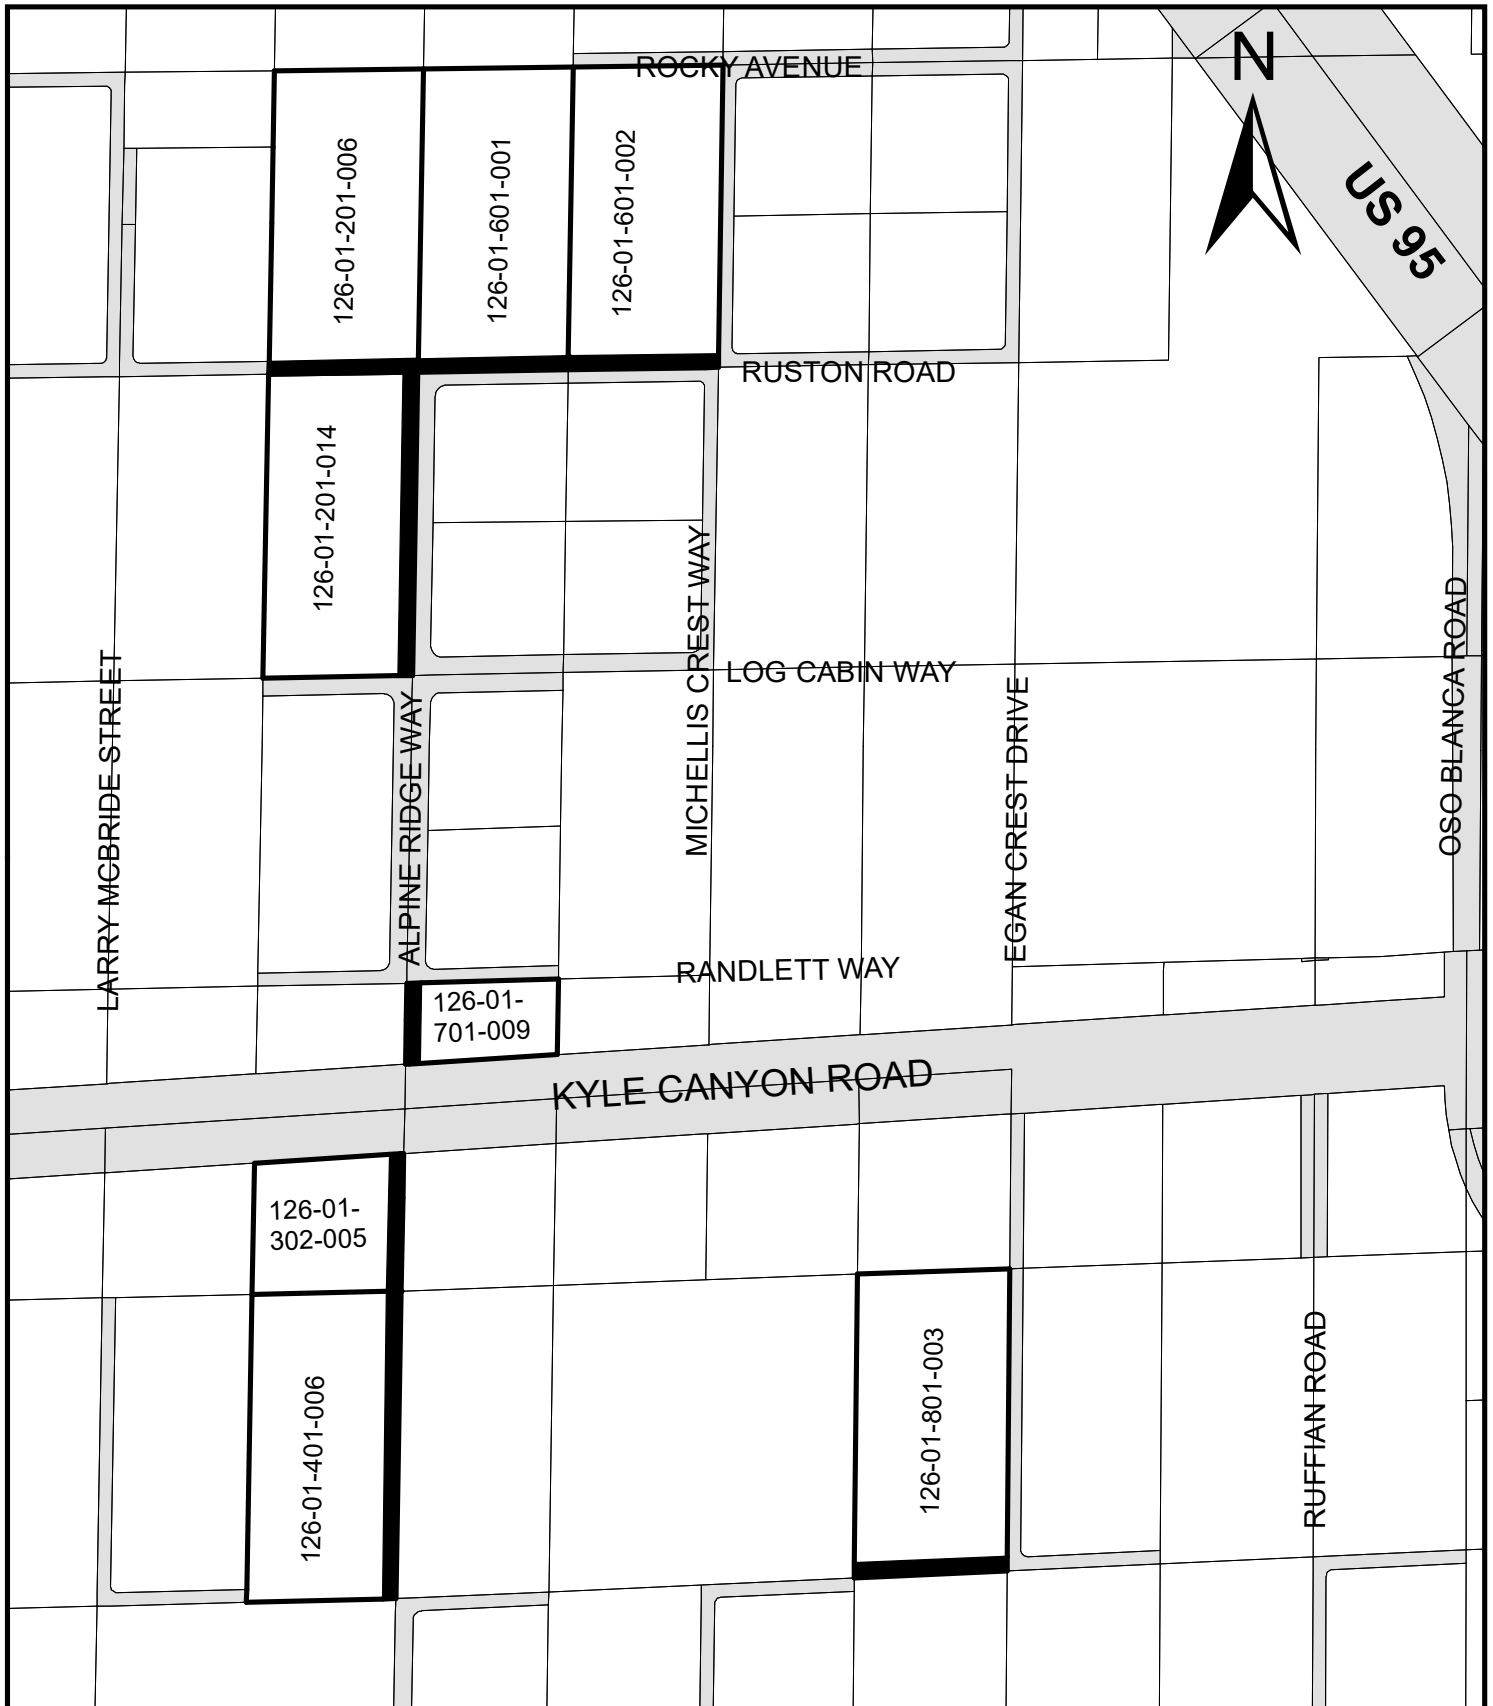 N
ROCKY AVENUE
US 95
126-01-201-006
126-01-601-001
126-01-601-002
RUSTON ROAD
126-01-201-014
MICHELLIS CREST WAY
LOG CABIN WAY
LARRY MCBRIDE STREET
ALPINE RIDGE WAY
EGAN CREST DRIVE
OSO BLANCA ROAD
RANDLETT WAY
126-01-
701-009
KYLE CANYON ROAD
126-01-
302-005
126-01-401-006
126-01-801-003
RUFFIAN ROAD